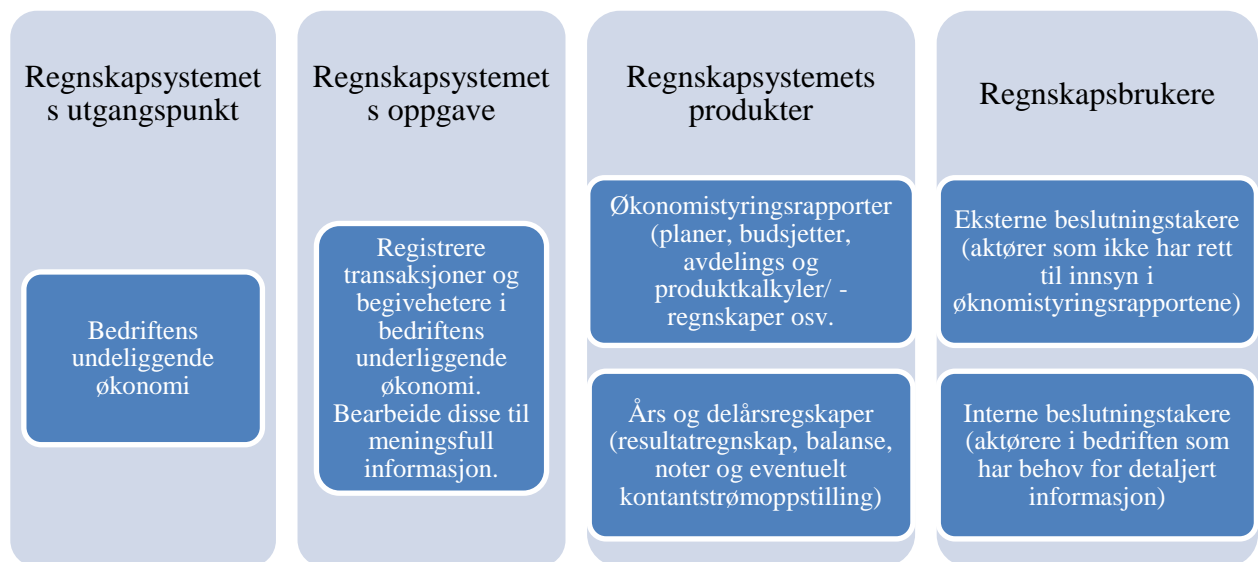 Regnskapsystemet
s utgangspunkt
Bedriftens
undeliggende
økonomi
Regnskapsystemet
s oppgave
Registrere
transaksjoner og
begivehetere i
bedriftens
underliggende
økonomi.
Bearbeide disse til
meningsfull
informasjon.
Regnskapsystemets
produkter
Økonomistyringsrapporter
(planer, budsjetter,
avdelings og
produktkalkyler/ -
regnskaper osv.
Års og delårsregskaper
(resultatregnskap, balanse,
noter og eventuelt
kontantstrømoppstilling)
Regnskapsbrukere
Eksterne beslutningstakere
(aktører som ikke har rett
til innsyn i
øknomistyringsrapportene)
Interne beslutningstakere
(aktørere i bedriften som
har behov for detaljert
informasjon)